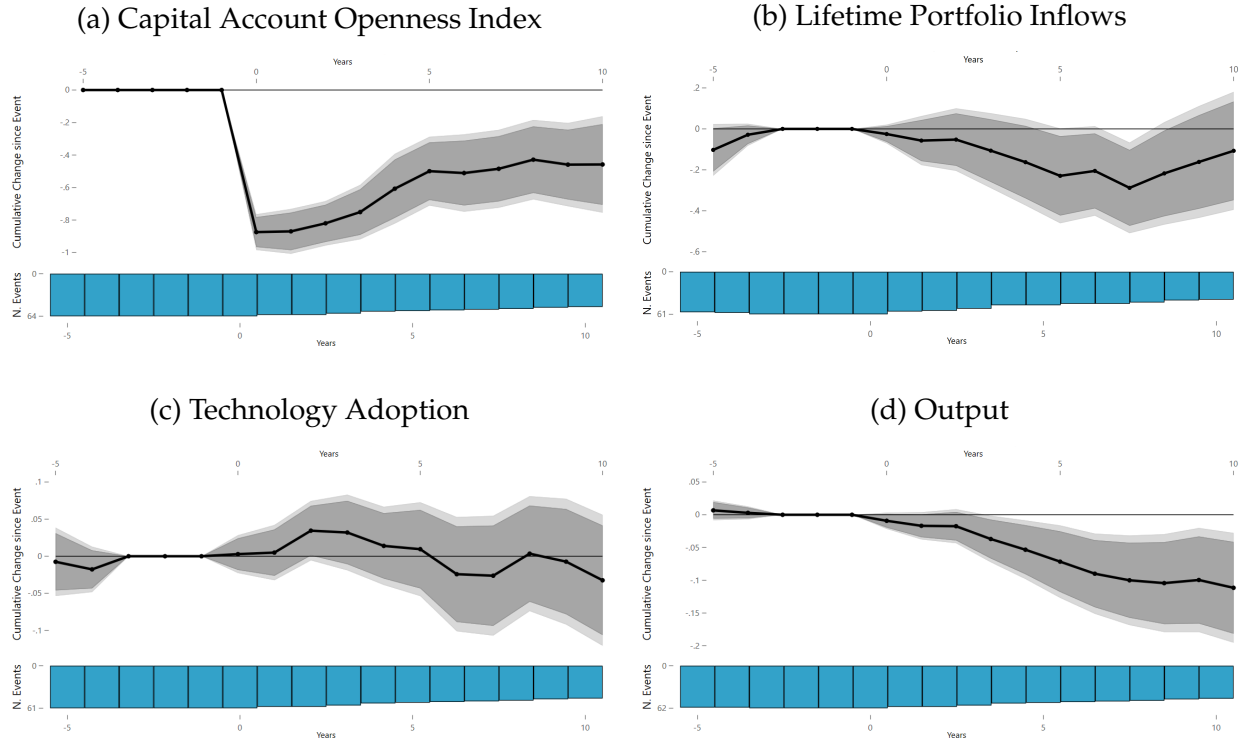 (a) Capital Account Openness Index
Years
-5 0 5 10
Cumulative Change since Event
0
-.2
-.4
-.6
-.8
-1
N. Events
0
64
-5 0 5 10
Years
(b) Lifetime Portfolio Inflows
Years
-5 0 5 10
Cumulative Change since Event
.2
0
-.2
-.4
-.6
N. Events
0
61
-5 0 5 10
Years
(c) Technology Adoption
Years
-5 0 5 10
Cumulative Change since Event
.1
.05
0
-.05
-.1
N. Events
0
61
-5 0 5 10
Years
(d) Output
Years
-5 0 5 10
Cumulative Change since Event
.05
0
-.05
-.1
-.15
-.2
N. Events
0
62
-5 0 5 10
Years